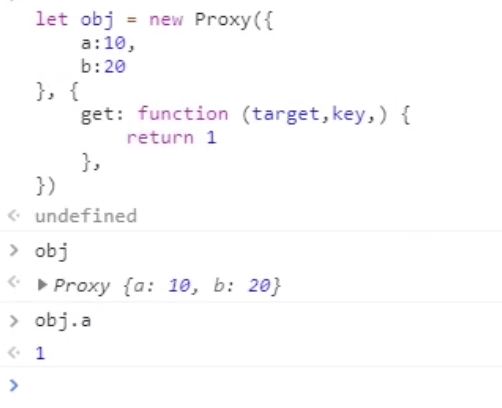 let obj = new Proxy({
    a:10,
    b:20
}, {
    get: function (target,key,) {
        return 1
    },
})
undefined
obj
Proxy {a: 10, b: 20}
obj.a
1